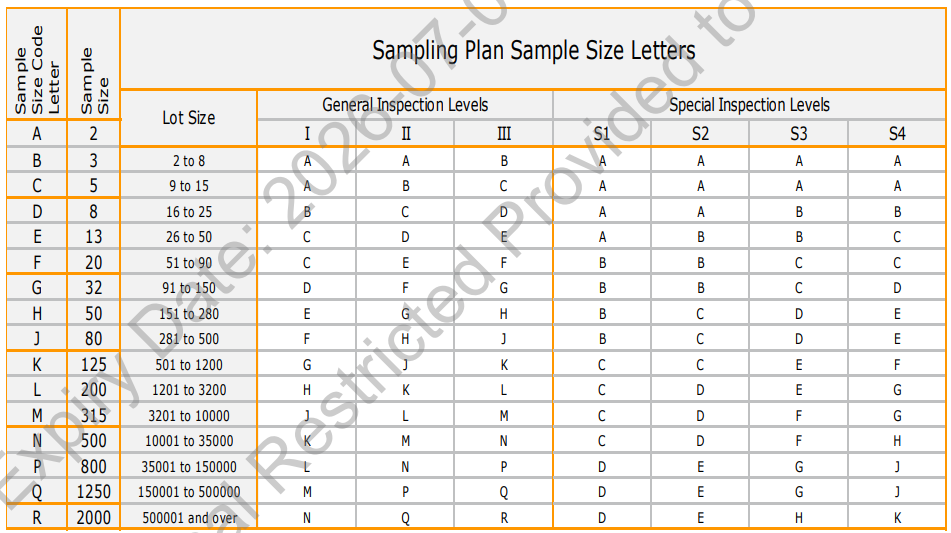 Sample Size Code Letter Sample Size Sampling Plan Sample Size Letters
Lot Size General Inspection Levels Special Inspection Levels
A 2 I II III S1 S2 S3 S4
B 3 2 to 8 A A B A A A A
C 5 9 to 15 A B C A A A A
D 8 16 to 25 B C D A A B B
E 13 26 to 50 C D E A B B C
F 20 51 to 90 C E F B B C C
G 32 91 to 150 D F G B B C D
H 50 151 to 280 E G H B C D E
J 80 281 to 500 F H J B C D E
K 125 501 to 1200 G J K C C E F
L 200 1201 to 3200 H K L C D E G
M 315 3201 to 10000 J L M C D F G
N 500 10001 to 35000 K M N C D F H
P 800 35001 to 150000 L N P D E G J
Q 1250 150001 to 500000 M P Q D E G J
R 2000 500001 and over N Q R D E H K
Expiry Date: 2026-07-0
Restricted Provided to